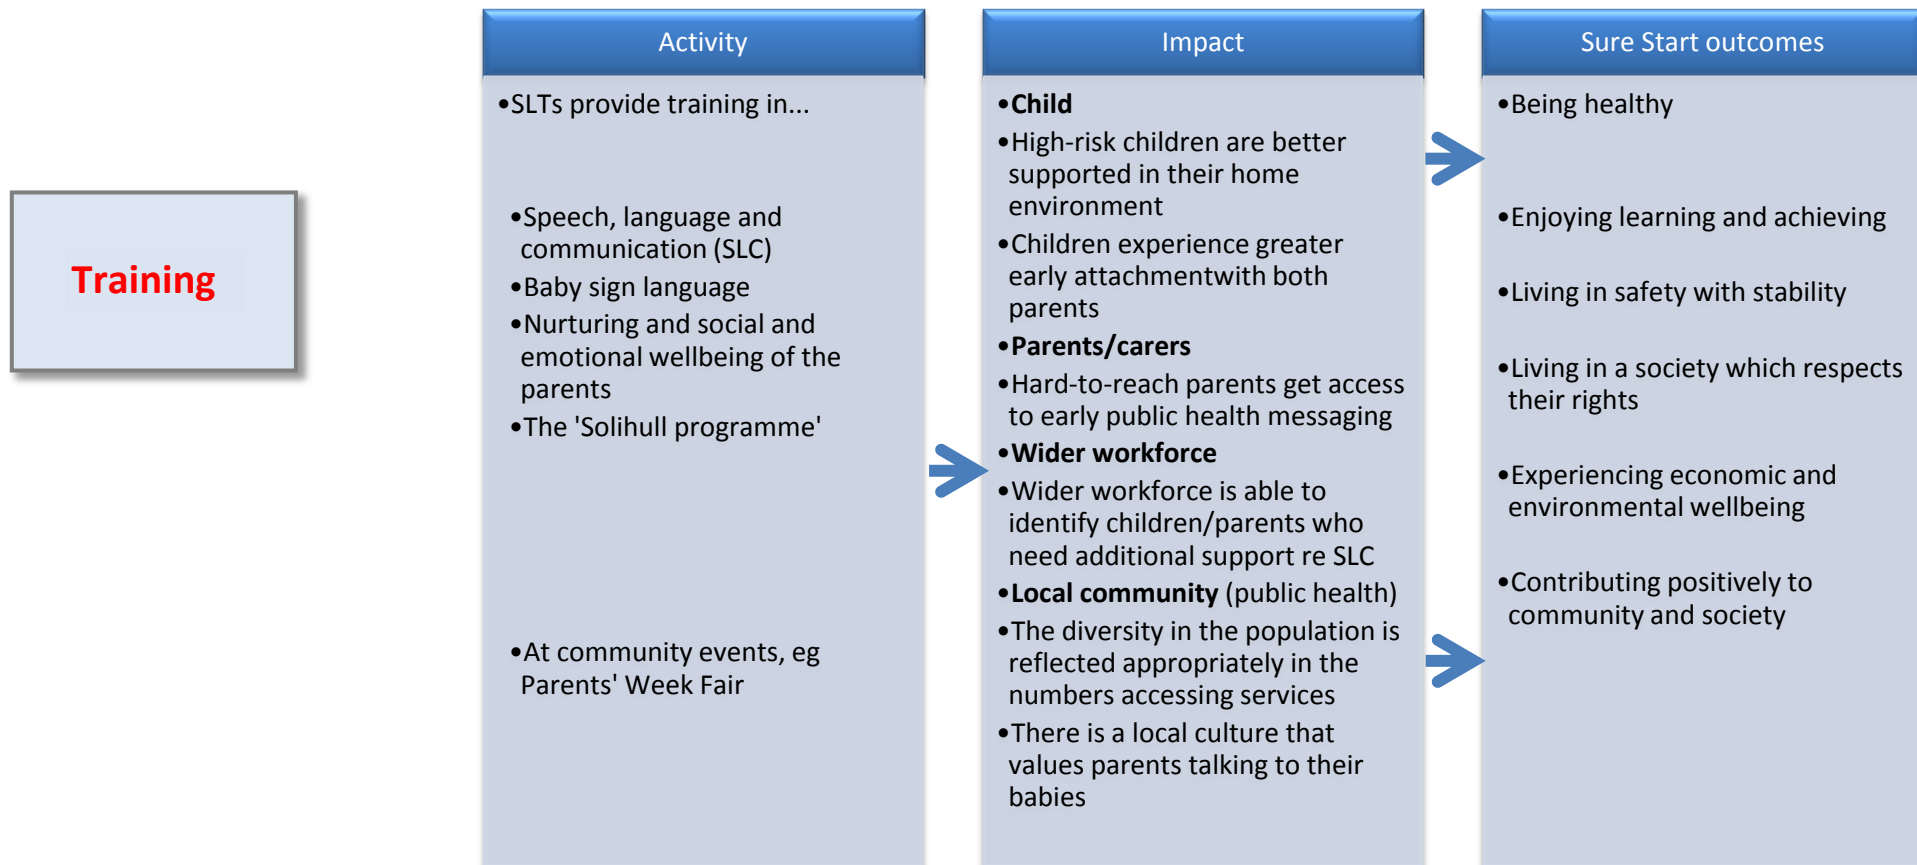 Training
Activity
•SLTs provide training in...
•Speech, language and
communication (SLC)
•Baby sign language
•Nurturing and social and
emotional wellbeing of the
parents
•The 'Solihull programme'
•At community events, eg
Parents' Week Fair
Impact
•Child
•High-risk children are better
supported in their home
environment
•Children experience greater
early attachmentwith both
parents
•Parents/carers
•Hard-to-reach parents get access
to early public health messaging
•Wider workforce
•Wider workforce is able to
identify children/parents who
need additional support re SLC
•Local community (public health)
•The diversity in the population is
reflected appropriately in the
numbers accessing services
•There is a local culture that
values parents talking to their
babies
Sure Start outcomes
•Being healthy
•Enjoying learning and achieving
•Living in safety with stability
•Living in a society which respects
their rights
•Experiencing economic and
environmental wellbeing
•Contributing positively to
community and society